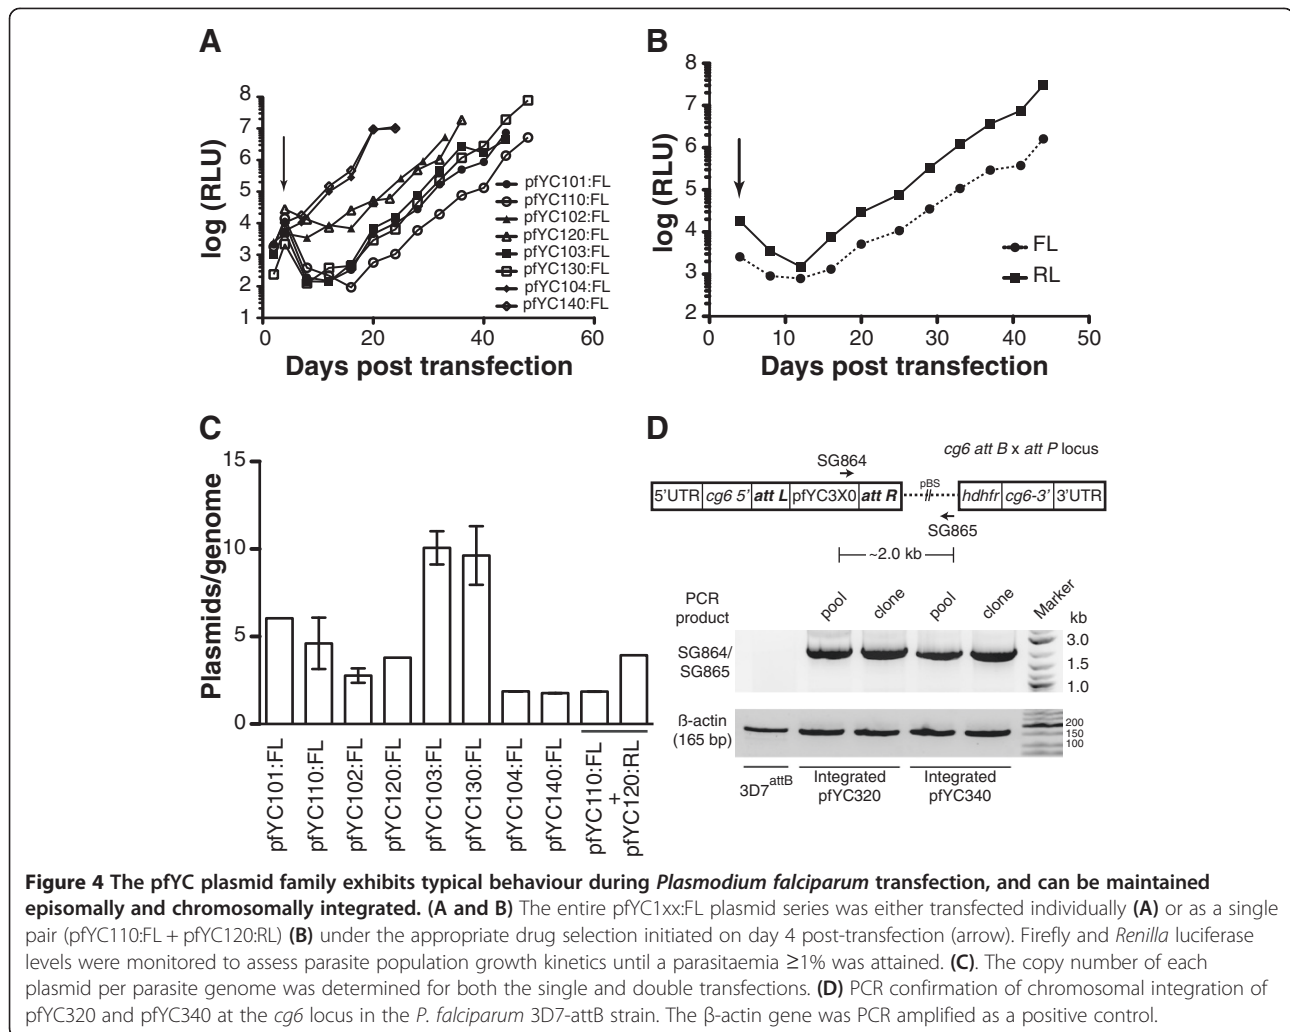 A
log (RLU)
8
7
6
5
4
3
2
1
0
20
40
60
Days post transfection
pfYC101:FL
pfYC110:FL
pfYC102:FL
pfYC120:FL
pfYC103:FL
pfYC130:FL
pfYC104:FL
pfYC140:FL
B
log (RLU)
8
7
6
5
4
3
2
0
10
20
30
40
50
Days post transfection
FL
RL
C
Plasmids/genome
15
10
5
0
pfYC101:FL
pfYC110:FL
pfYC102:FL
pfYC120:FL
pfYC103:FL
pfYC130:FL
pfYC104:FL
pfYC140:FL
pfYC110:FL
+
pfYC120:RL
D
cg6 att B x att P locus
SG864
5'UTR cg6 5' att L pfYC3X0 att R pBS hdhfr cg6-3' 3'UTR
SG865
~2.0 kb
PCR
product
pool
clone
pool
clone
Marker
kb
SG864/
SG865
3.0
1.5
1.0
ß-actin
(165 bp)
200
150
100
3D7attB
Integrated
pfYC320
Integrated
pfYC340
Figure 4 The pfYC plasmid family exhibits typical behaviour during Plasmodium falciparum transfection, and can be maintained
episomally and chromosomally integrated. (A and B) The entire pfYC1xx:FL plasmid series was either transfected individually (A) or as a single
pair (pfYC110:FL + pfYC120:RL) (B) under the appropriate drug selection initiated on day 4 post-transfection (arrow). Firefly and Renilla luciferase
levels were monitored to assess parasite population growth kinetics until a parasitaemia ≥1% was attained. (C). The copy number of each
plasmid per parasite genome was determined for both the single and double transfections. (D) PCR confirmation of chromosomal integration of
pfYC320 and pfYC340 at the cg6 locus in the P. falciparum 3D7-attB strain. The β-actin gene was PCR amplified as a positive control.